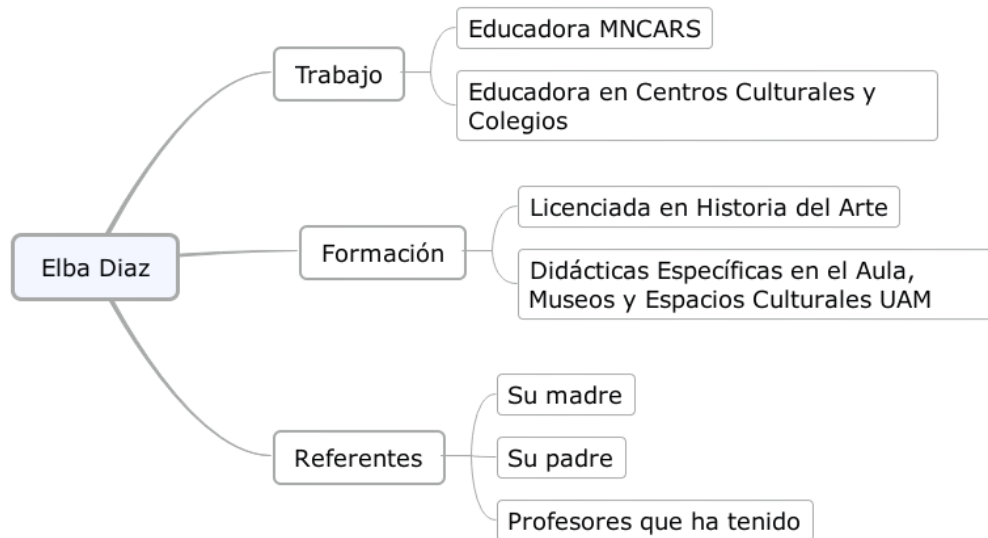 Elba Diaz
Trabajo
Educadora MNCARS
Educadora en Centros Culturales y
Colegios
Formación
Licenciada en Historia del Arte
Didácticas Específicas en el Aula,
Museos y Espacios Culturales UAM
Referentes
Su madre
Su padre
Profesores que ha tenido